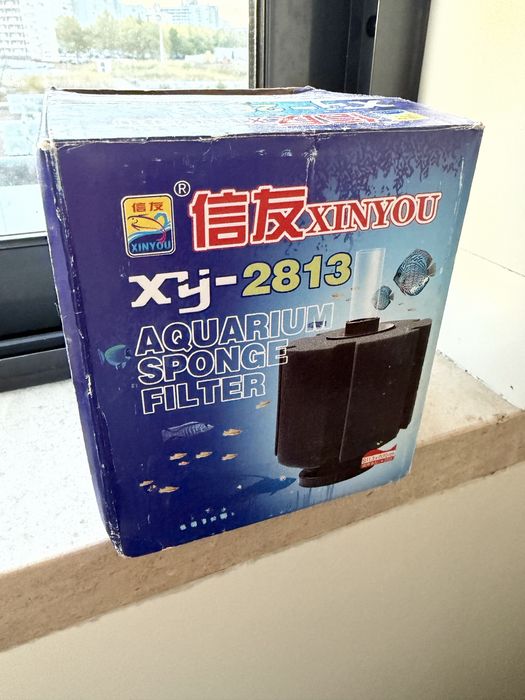 信友
XINYOU
® 信友XINYOU
XY-2813
AQUARIUM
SPONGE
FILTER